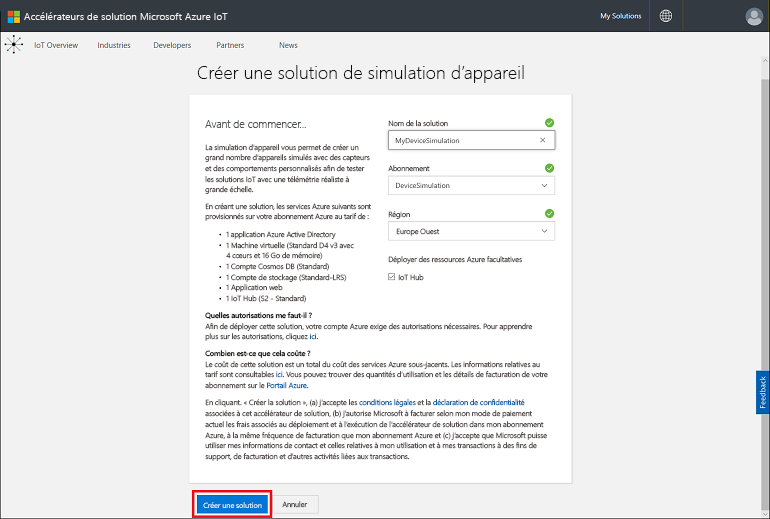 Accélérateurs de solution Microsoft Azure IoT
My Solutions
IoT Overview
Industries
Developers
Partners
News
Créer une solution de simulation d'appareil
Avant de commencer...
La simulation d'appareil vous permet de créer un
grand nombre d'appareils simulés avec des capteurs
et des comportements personnalisés afin de tester
les solutions IoT avec une télémétrie réaliste à
grande échelle.
En créant une solution, les services Azure suivants sont
provisionnés sur votre abonnement Azure au tarif de :
• 1 application Azure Active Directory
• 1 Machine virtuelle (Standard D4 v3 avec
4 cœurs et 16 Go de mémoire)
• 1 Compte Cosmos DB (Standard)
• 1 Compte de stockage (Standard-LRS)
• 1 Application web
• 1 IoT Hub (S2 - Standard)
Nom de la solution
MyDeviceSimulation
Abonnement
DeviceSimulation
Région
Europe Ouest
Déployer des ressources Azure facultatives
IoT Hub
Quelles autorisations me faut-il ?
Afin de déployer cette solution, votre compte Azure exige des autorisations nécessaires. Pour apprendre
plus sur les autorisations, cliquez ici.
Combien est-ce que cela coûte ?
Le coût de cette solution est un total du coût des services Azure sous-jacents. Les informations relatives au
tarif sont consultables ici. Vous pouvez trouver des quantités d'utilisation et les détails de facturation de votre
abonnement sur le Portail Azure.
En cliquant. « Créer la solution », (a) j'accepte les conditions légales et la déclaration de confidentialité
associées à cet accélérateur de solution, (b) j'autorise Microsoft à facturer selon mon mode de paiement
actuel les frais associés au déploiement et à l'exécution de l'accélérateur de solution dans mon abonnement
Azure, à la même fréquence de facturation que mon abonnement Azure et (c) j'accepte que Microsoft puisse
utiliser mes informations de contact et celles relatives à mon utilisation et à mes transactions à des fins de
support, de facturation et d'autres activités liées aux transactions.
Feedback
Créer une solution
Annuler